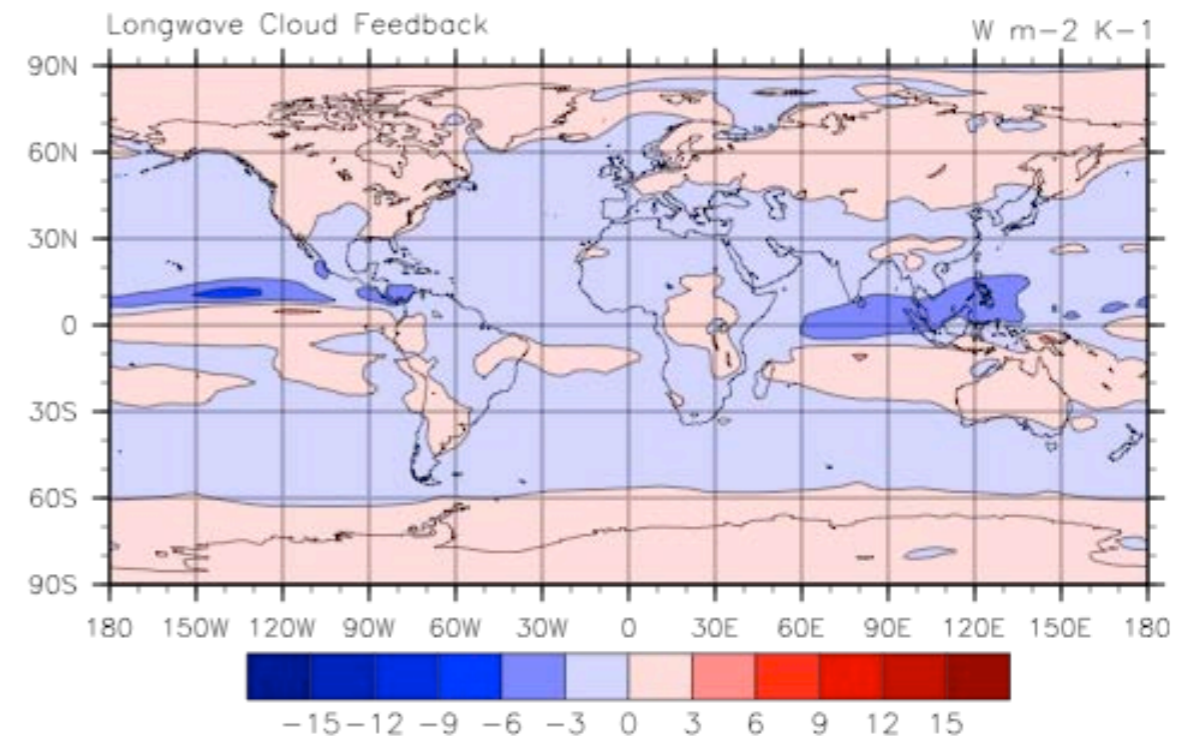 Longwave Cloud Feedback W m-2 K-1
90N
60N
30N
0
30S
60S
90S
180 150W 120W 90W 60W 30W 0 30E 60E 90E 120E 150E 180
-15 -12 -9 -6 -3 0 3 6 9 12 15